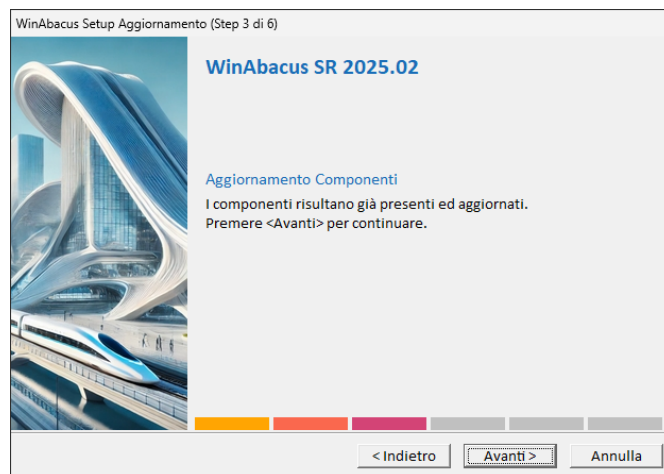 WinAbacus Setup Aggiornamento (Step 3 di 6)
WinAbacus SR 2025.02
Aggiornamento Componenti
I componenti risultano già presenti ed aggiornati.
Premere <Avanti> per continuare.
< Indietro
Avanti >
Annulla